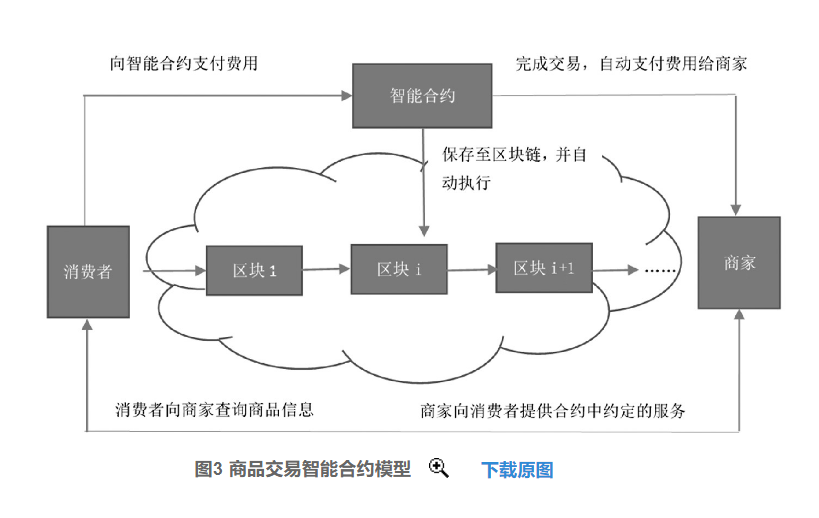 向智能合约支付费用
完成交易，自动支付费用给商家
智能合约
保存至区块链，并自
动执行
消费者
区块 1
区块 i
区块 i+1
……
商家
消费者向商家查询商品信息
商家向消费者提供合约中约定的服务
图3 商品交易智能合约模型
下载原图